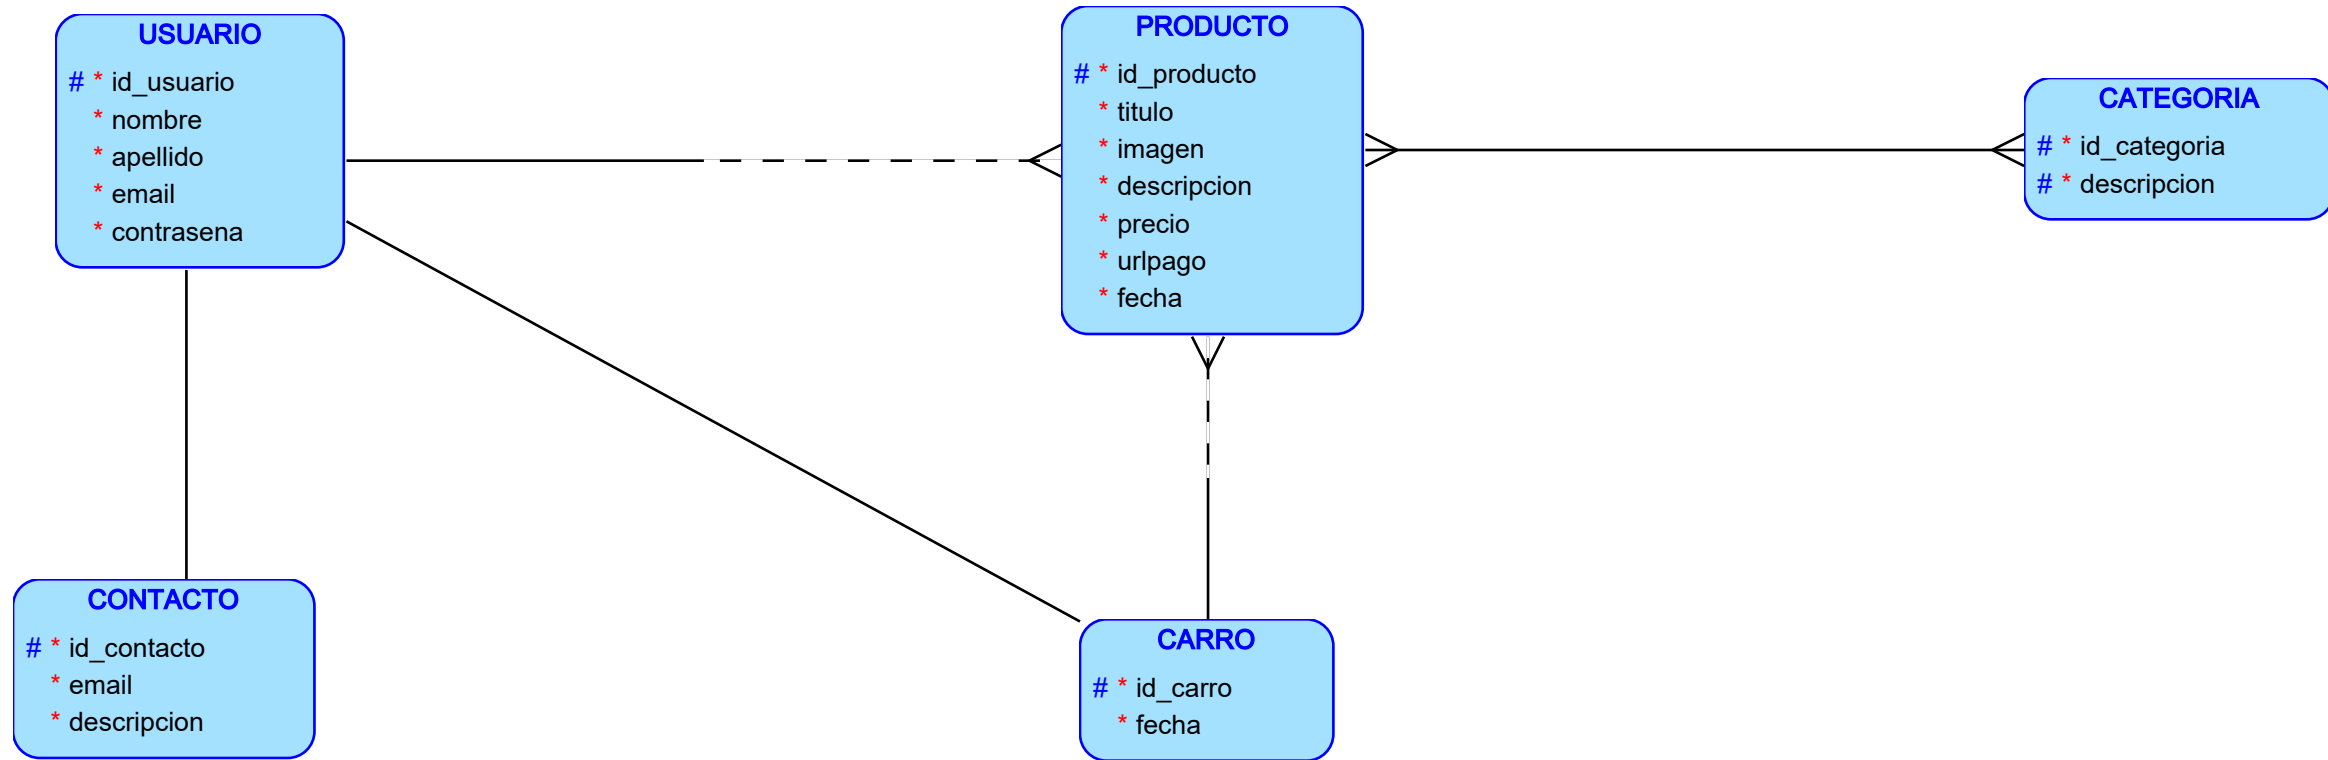 USUARIO
# * id_usuario
* nombre
* apellido
* email
* contrasena
PRODUCTO
# * id_producto
* titulo
* imagen
* descripcion
* precio
* urlpago
* fecha
CATEGORIA
# * id_categoria
# * descripcion
CONTACTO
# * id_contacto
* email
* descripcion
CARRO
# * id_carro
* fecha